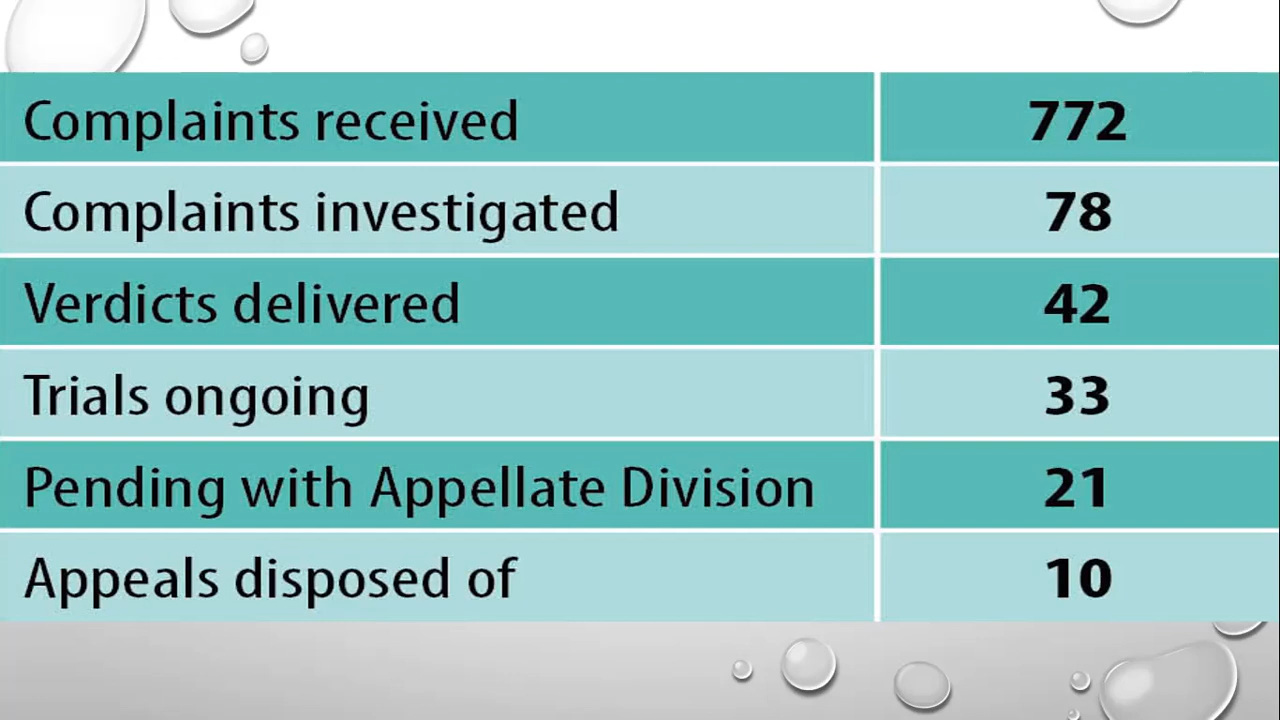 Complaints received 772
Complaints investigated 78
Verdicts delivered 42
Trials ongoing 33
Pending with Appellate Division 21
Appeals disposed of 10